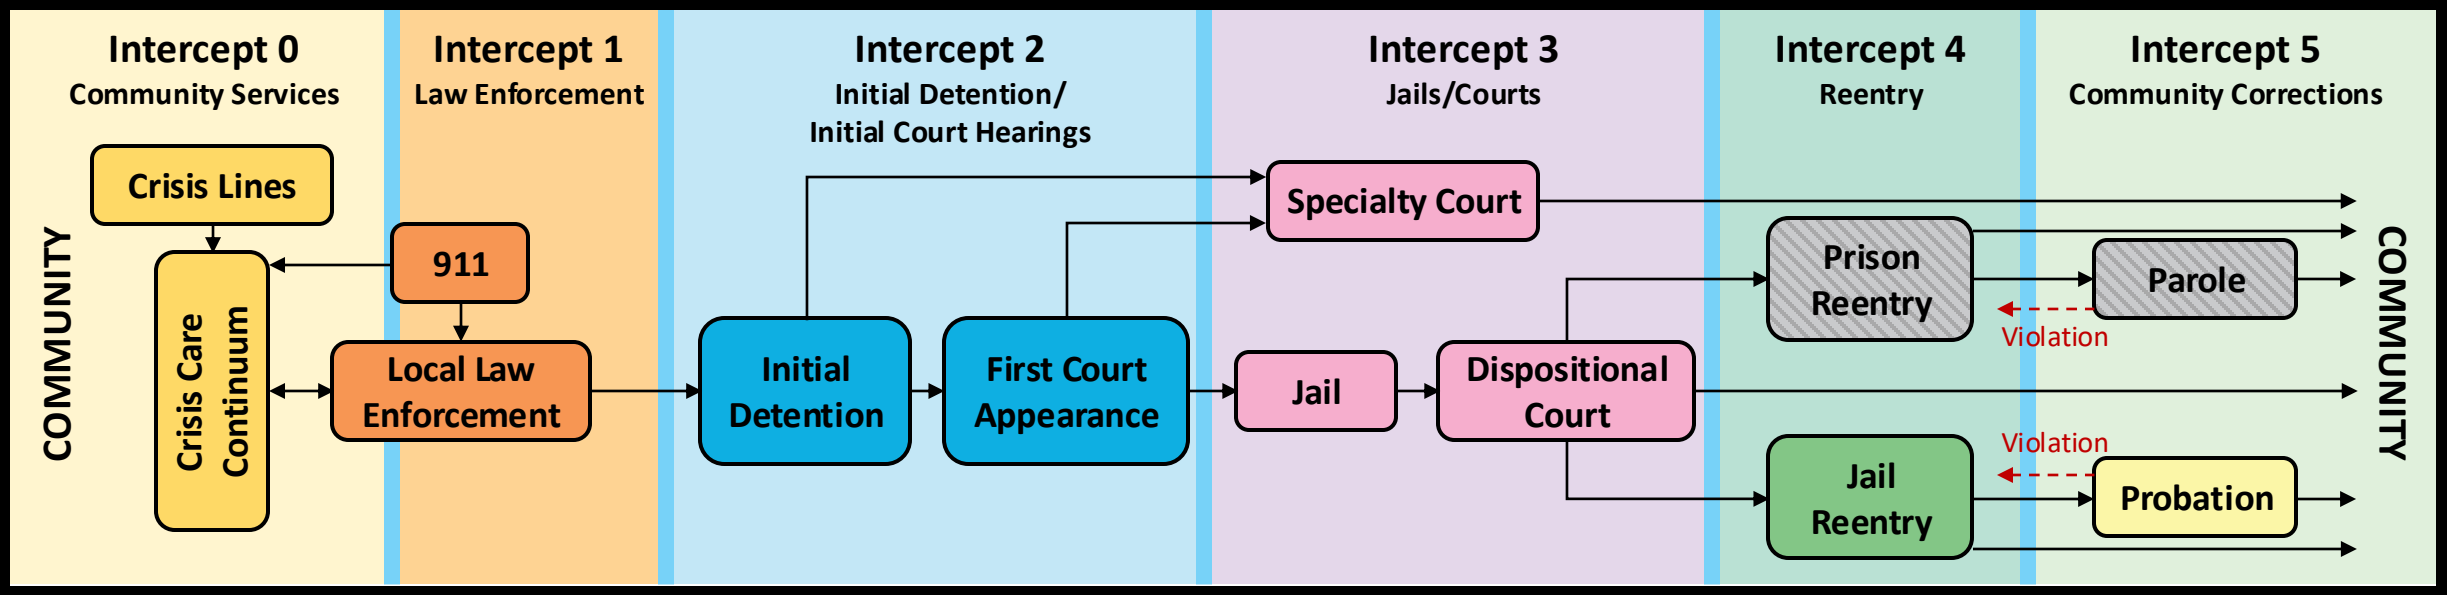 Intercept 0
Community Services
Intercept 1
Law Enforcement
Intercept 2
Initial Detention/
Initial Court Hearings
Intercept 3
Jails/Courts
Intercept 4
Reentry
Intercept 5
Community Corrections
COMMUNITY
Crisis Lines
Crisis Care
Continuum
911
Local Law
Enforcement
Initial
Detention
First Court
Appearance
Specialty Court
Jail
Dispositional
Court
Prison
Reentry
Parole
Violation
Jail
Reentry
Violation
Probation
COMMUNITY